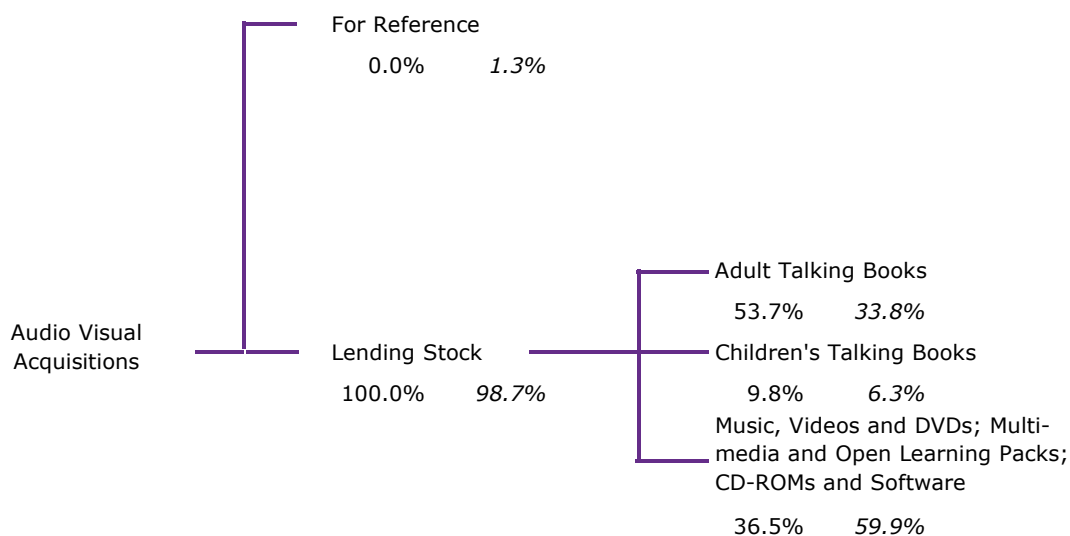 For Reference
0.0% 1.3%
Audio Visual
Acquisitions
Lending Stock
100.0% 98.7%
Adult Talking Books
53.7% 33.8%
Children's Talking Books
9.8% 6.3%
Music, Videos and DVDs; Multi-
media and Open Learning Packs;
CD-ROMs and Software
36.5% 59.9%